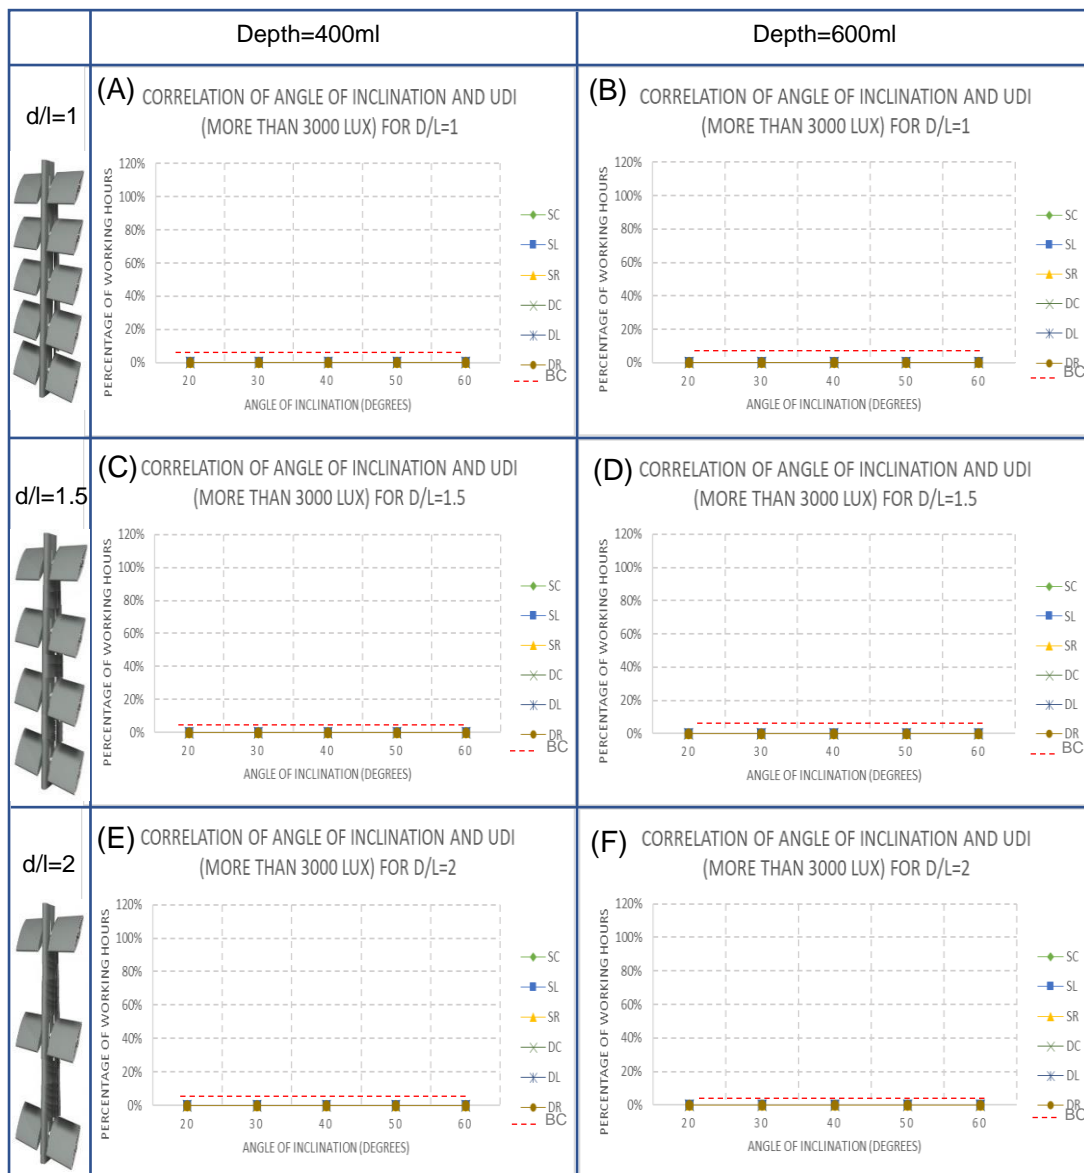 Depth=400ml
Depth=600ml
d/l=1
(A)
CORRELATION OF ANGLE OF INCLINATION AND UDI
(MORE THAN 3000 LUX) FOR D/L=1
PERCENTAGE OF WORKING HOURS
120%
100%
80%
60%
40%
20%
0%
20 30 40 50 60
ANGLE OF INCLINATION (DEGREES)
SC
SL
SR
DC
DL
DR
BC
(B)
CORRELATION OF ANGLE OF INCLINATION AND UDI
(MORE THAN 3000 LUX) FOR D/L=1
PERCENTAGE OF WORKING HOURS
120%
100%
80%
60%
40%
20%
0%
20 30 40 50 60
ANGLE OF INCLINATION (DEGREES)
SC
SL
SR
DC
DL
DR
BC
d/l=1.5
(C)
CORRELATION OF ANGLE OF INCLINATION AND UDI
(MORE THAN 3000 LUX) FOR D/L=1.5
PERCENTAGE OF WORKING HOURS
120%
100%
80%
60%
40%
20%
0%
20 30 40 50 60
ANGLE OF INCLINATION (DEGREES)
SC
SL
SR
DC
DL
DR
BC
(D)
CORRELATION OF ANGLE OF INCLINATION AND UDI
(MORE THAN 3000 LUX) FOR D/L=1.5
PERCENTAGE OF WORKING HOURS
120%
100%
80%
60%
40%
20%
0%
20 30 40 50 60
ANGLE OF INCLINATION (DEGREES)
SC
SL
SR
DC
DL
DR
BC
d/l=2
(E)
CORRELATION OF ANGLE OF INCLINATION AND UDI
(MORE THAN 3000 LUX) FOR D/L=2
PERCENTAGE OF WORKING HOURS
120%
100%
80%
60%
40%
20%
0%
20 30 40 50 60
ANGLE OF INCLINATION (DEGREES)
SC
SL
SR
DC
DL
DR
BC
(F)
CORRELATION OF ANGLE OF INCLINATION AND UDI
(MORE THAN 3000 LUX) FOR D/L=2
PERCENTAGE OF WORKING HOURS
120%
100%
80%
60%
40%
20%
0%
20 30 40 50 60
ANGLE OF INCLINATION (DEGREES)
SC
SL
SR
DC
DL
DR
BC